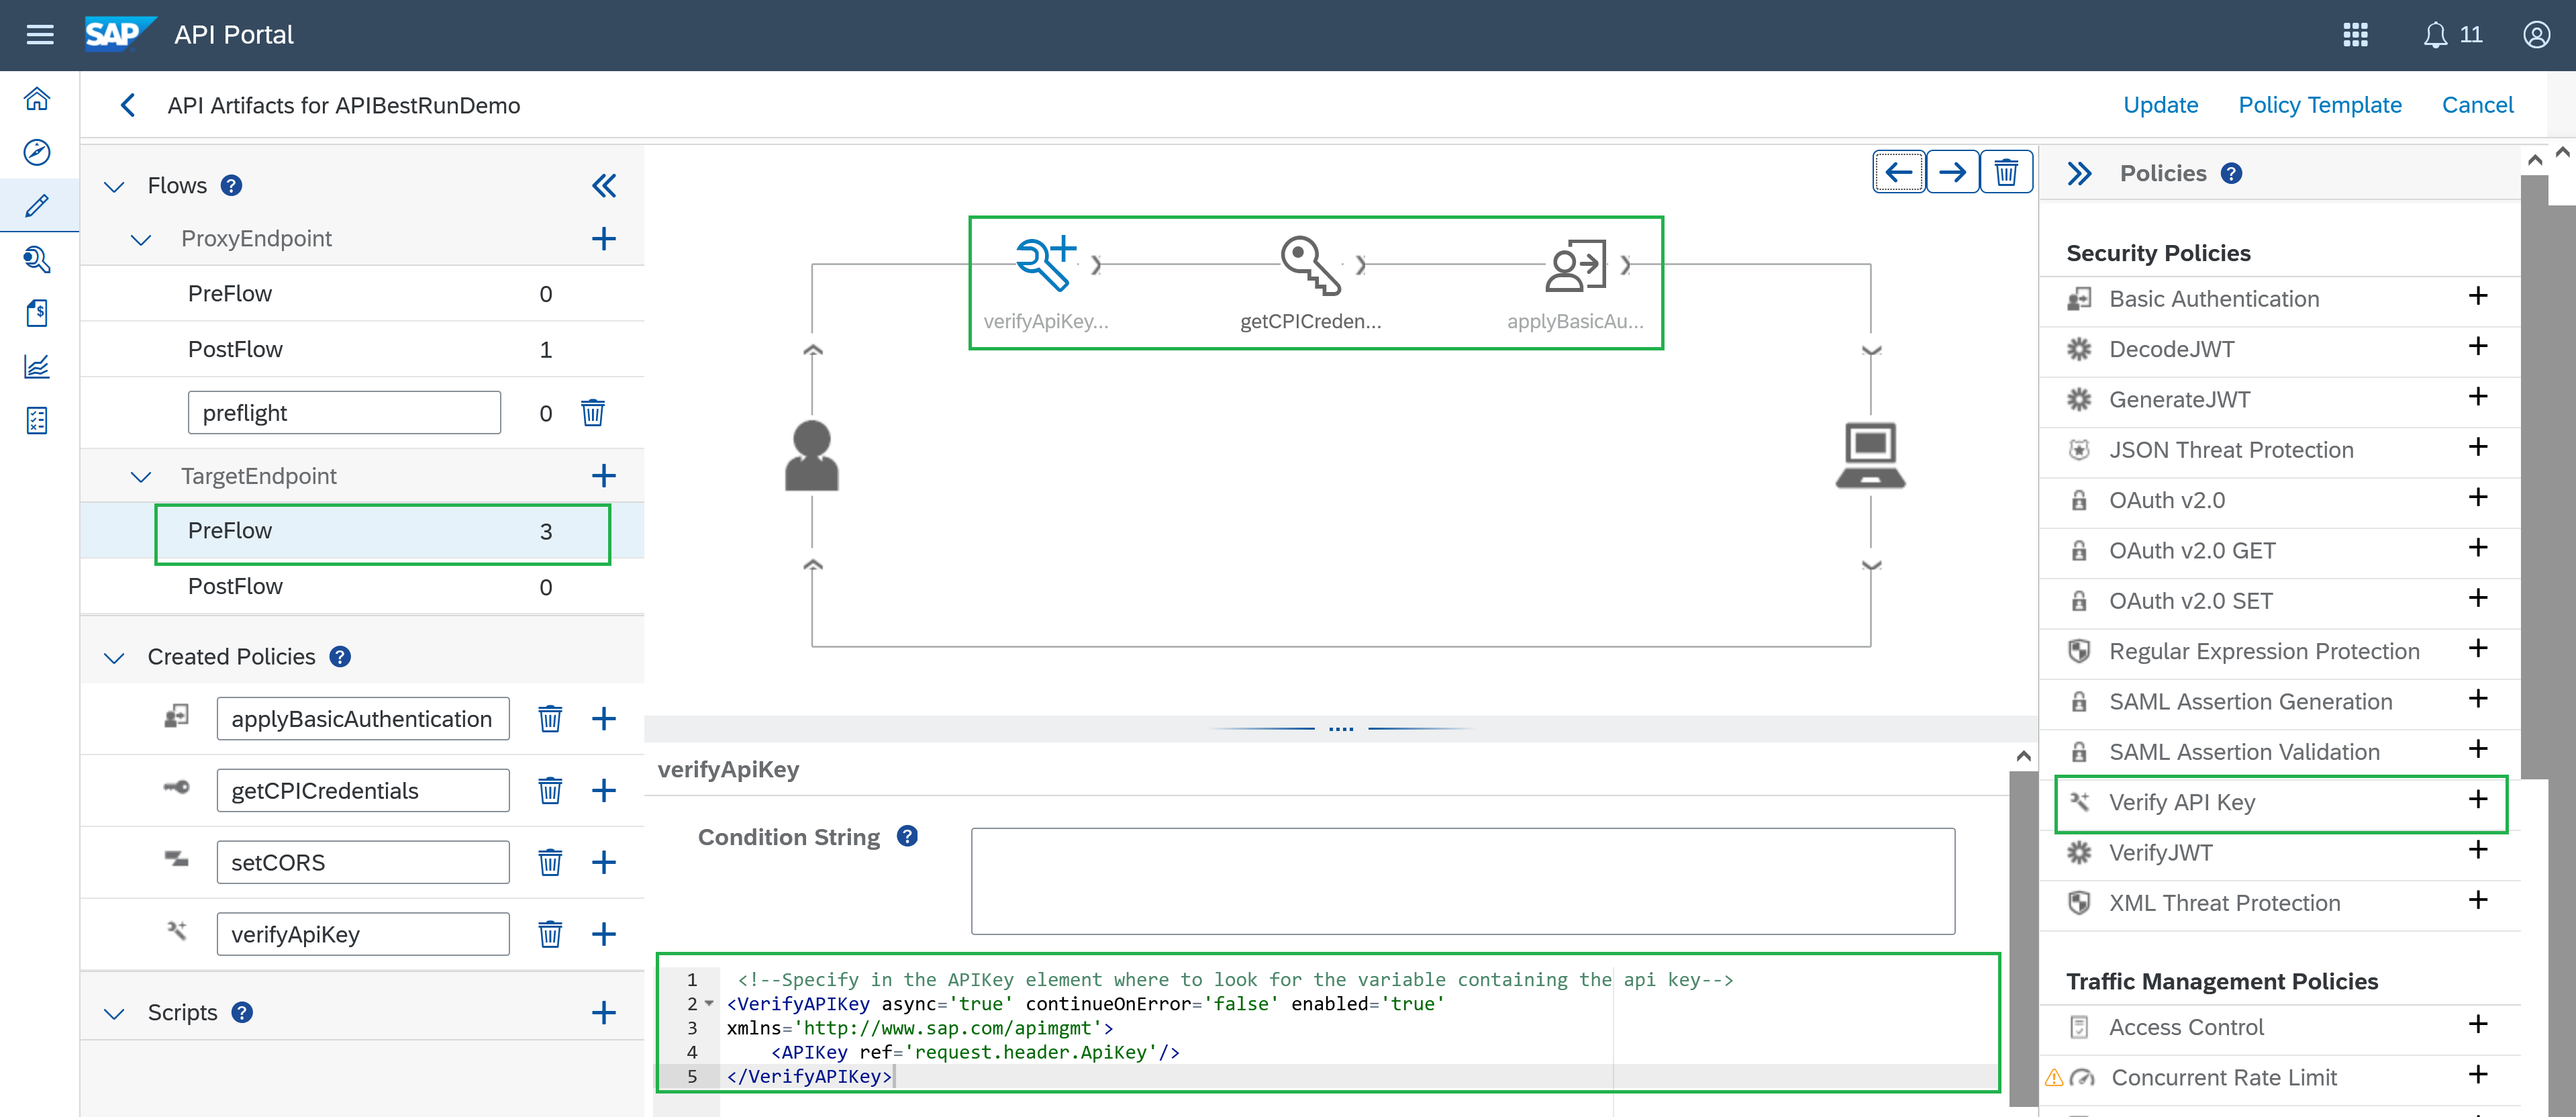 SAP API Portal
11
API Artifacts for APIBestRunDemo
Update Policy Template Cancel
Flows ?
ProxyEndpoint
PreFlow 0
PostFlow 1
preflight 0
TargetEndpoint
PreFlow 3
PostFlow 0
Created Policies ?
applyBasicAuthentication
getCPICredentials
setCORS
verifyApiKey
Scripts ?
verifyApiKey... getCPICreden... applyBasicAu...
verifyApiKey
Condition String ?
1 <!--Specify in the APIKey element where to look for the variable containing the api key-->
2 <VerifyAPIKey async='true' continueOnError='false' enabled='true'
3 xmlns='http://www.sap.com/apimgmt'>
4 <APIKey ref='request.header.ApiKey'/>
5 </VerifyAPIKey>
Policies ?
Security Policies
Basic Authentication
DecodeJWT
GenerateJWT
JSON Threat Protection
OAuth v2.0
OAuth v2.0 GET
OAuth v2.0 SET
Regular Expression Protection
SAML Assertion Generation
SAML Assertion Validation
Verify API Key
VerifyJWT
XML Threat Protection
Traffic Management Policies
Access Control
Concurrent Rate Limit